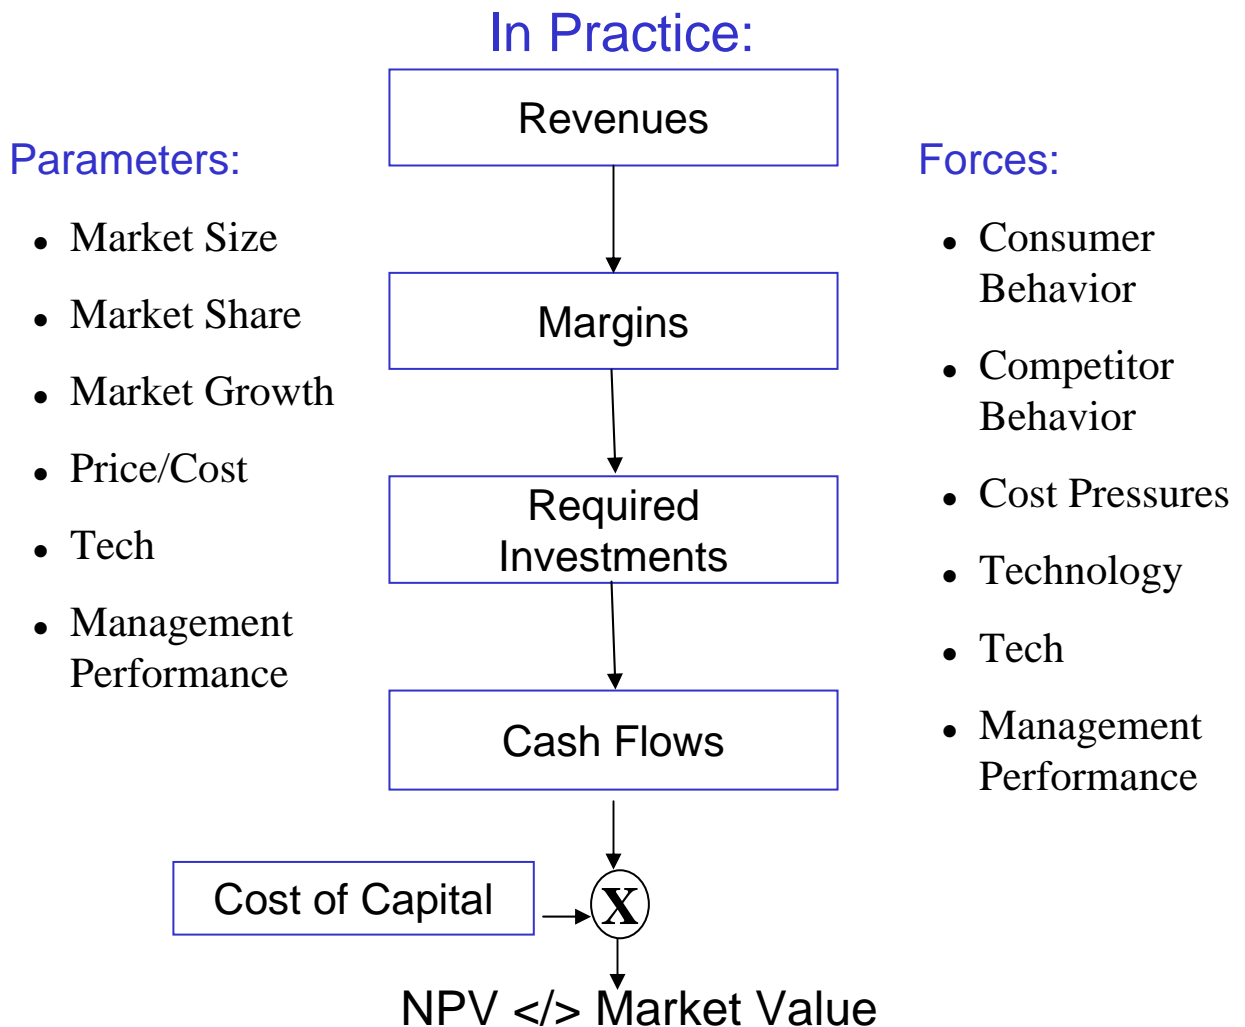 In Practice:
Revenues
Parameters:
• Market Size
• Market Share
• Market Growth
• Price/Cost
• Tech
• Management
Performance
Margins
Required
Investments
Cash Flows
Cost of Capital
X
NPV </> Market Value
Forces:
• Consumer
Behavior
• Competitor
Behavior
• Cost Pressures
• Technology
• Tech
• Management
Performance